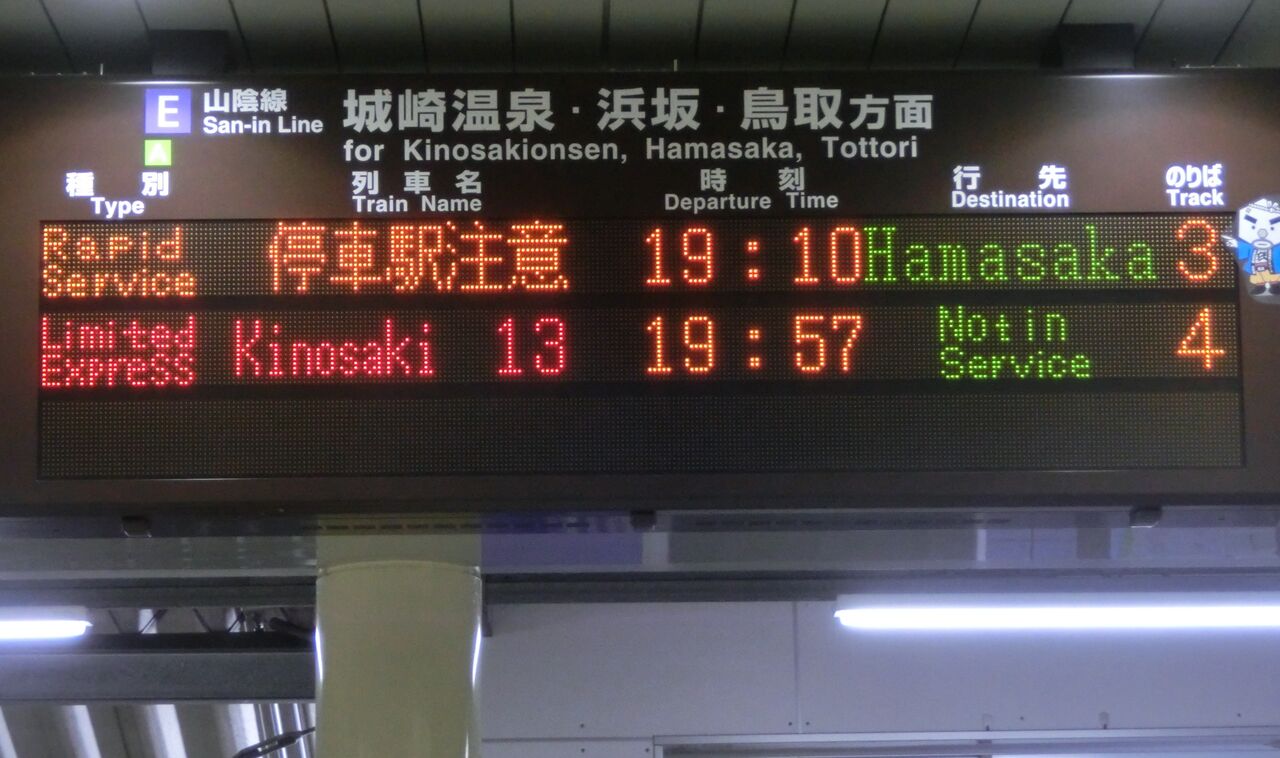 E 山陰線 San-in Line
A
城崎温泉・浜坂・鳥取方面
for Kinosakionsen, Hamasaka, Tottori
種別 列車名 時刻 行先 のりば
Type Train Name Departure Time Destination Track
Rapid Service 停車駅注意 19:10 Hamasaka 3
Limited Express Kinosaki 13 19:57 Not in Service 4